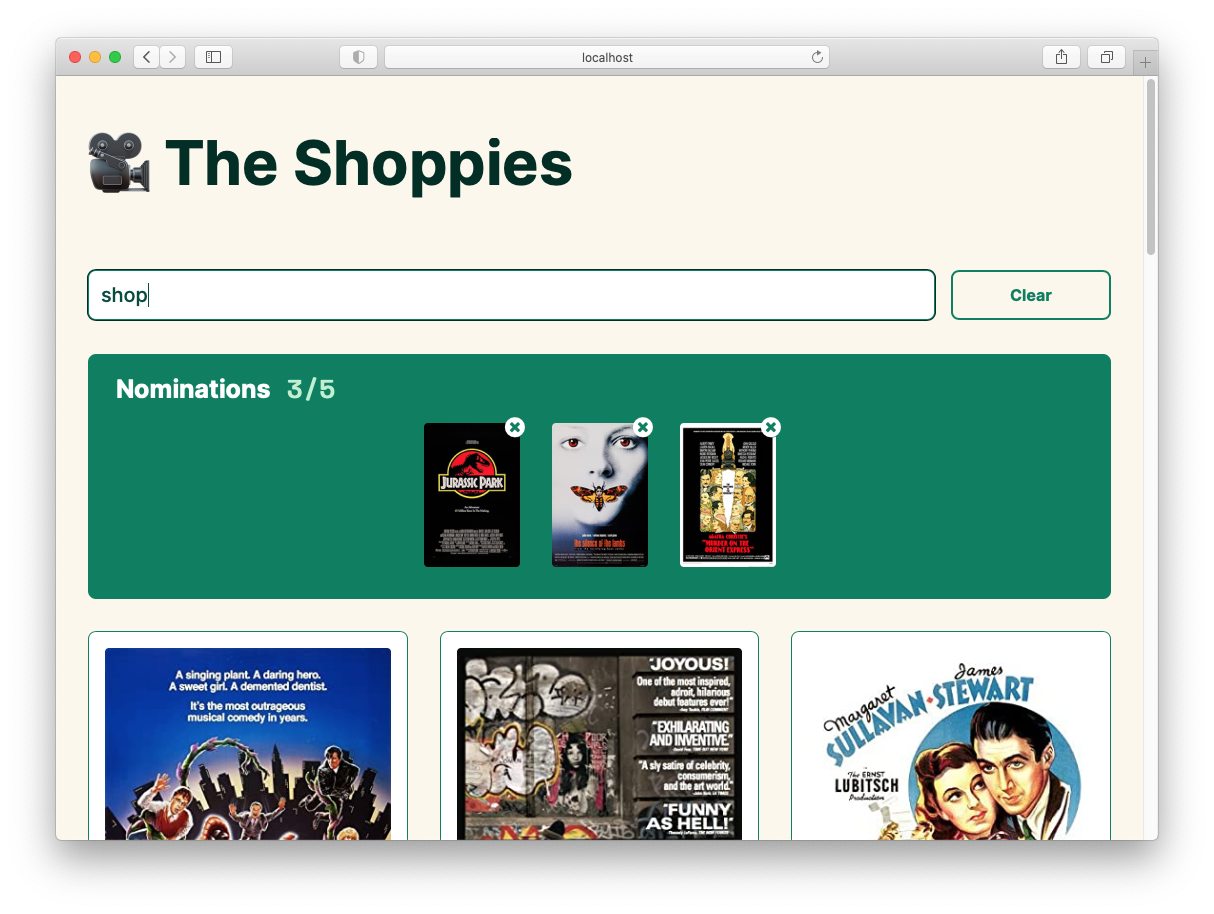 localhost
The Shoppies
shop
Clear
Nominations 3/5
JURASSIC PARK
the silence of the lambs
AGATHA CHRISTIE'S
"MURDER ON THE
ORIENT EXPRESS"
A singing plant. A daring hero.
A sweet girl. A demented dentist.
It's the most outrageous
musical comedy in years.
"JOYOUS!
One of the most inspired,
adroit, hilarious
debut features ever!"
"EXHILARATING
AND INVENTIVE."
"A sly satire of celebrity,
consumerism,
and the art world."
"FUNNY
AS HELL!"
James
Margaret
SULLAVAN·STEWART
in
The ERNST
LUBITSCH
Production